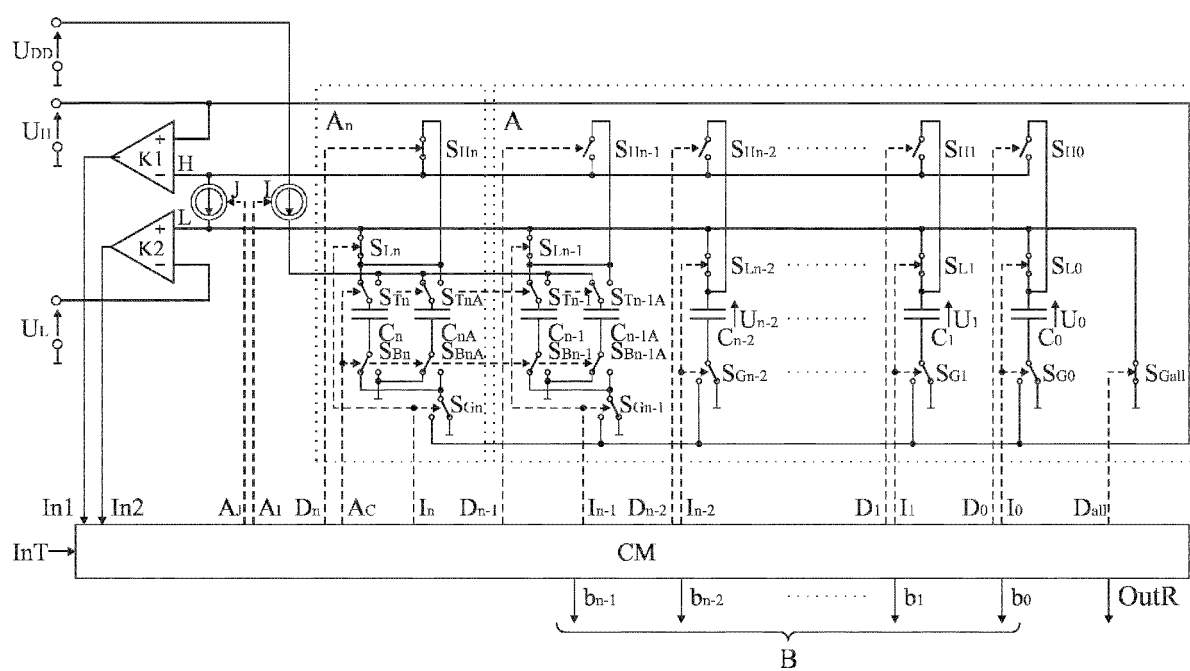 UDD
UH
An
A
SHn
SHn-1
SHn-2
SH1
SH0
+
K1
-
H
J
I
L
+
K2
-
SLn
SLn-1
SLn-2
SL1
SL0
STn
STnA
STn-1
STn-1A
UL
Cn
CnA
Cn-1
Cn-1A
Cn-2
Un-2
C1
U1
C0
U0
SBn
SBnA
SBn-1
SBn-1A
SGn
SGn-1
SGn-2
SG1
SG0
SGall
In1
In2
AJ
AI
Dn
AC
In
Dn-1
In-1
Dn-2
In-2
D1
I1
D0
I0
Dall
InT
CM
bn-1
bn-2
b1
b0
OutR
B